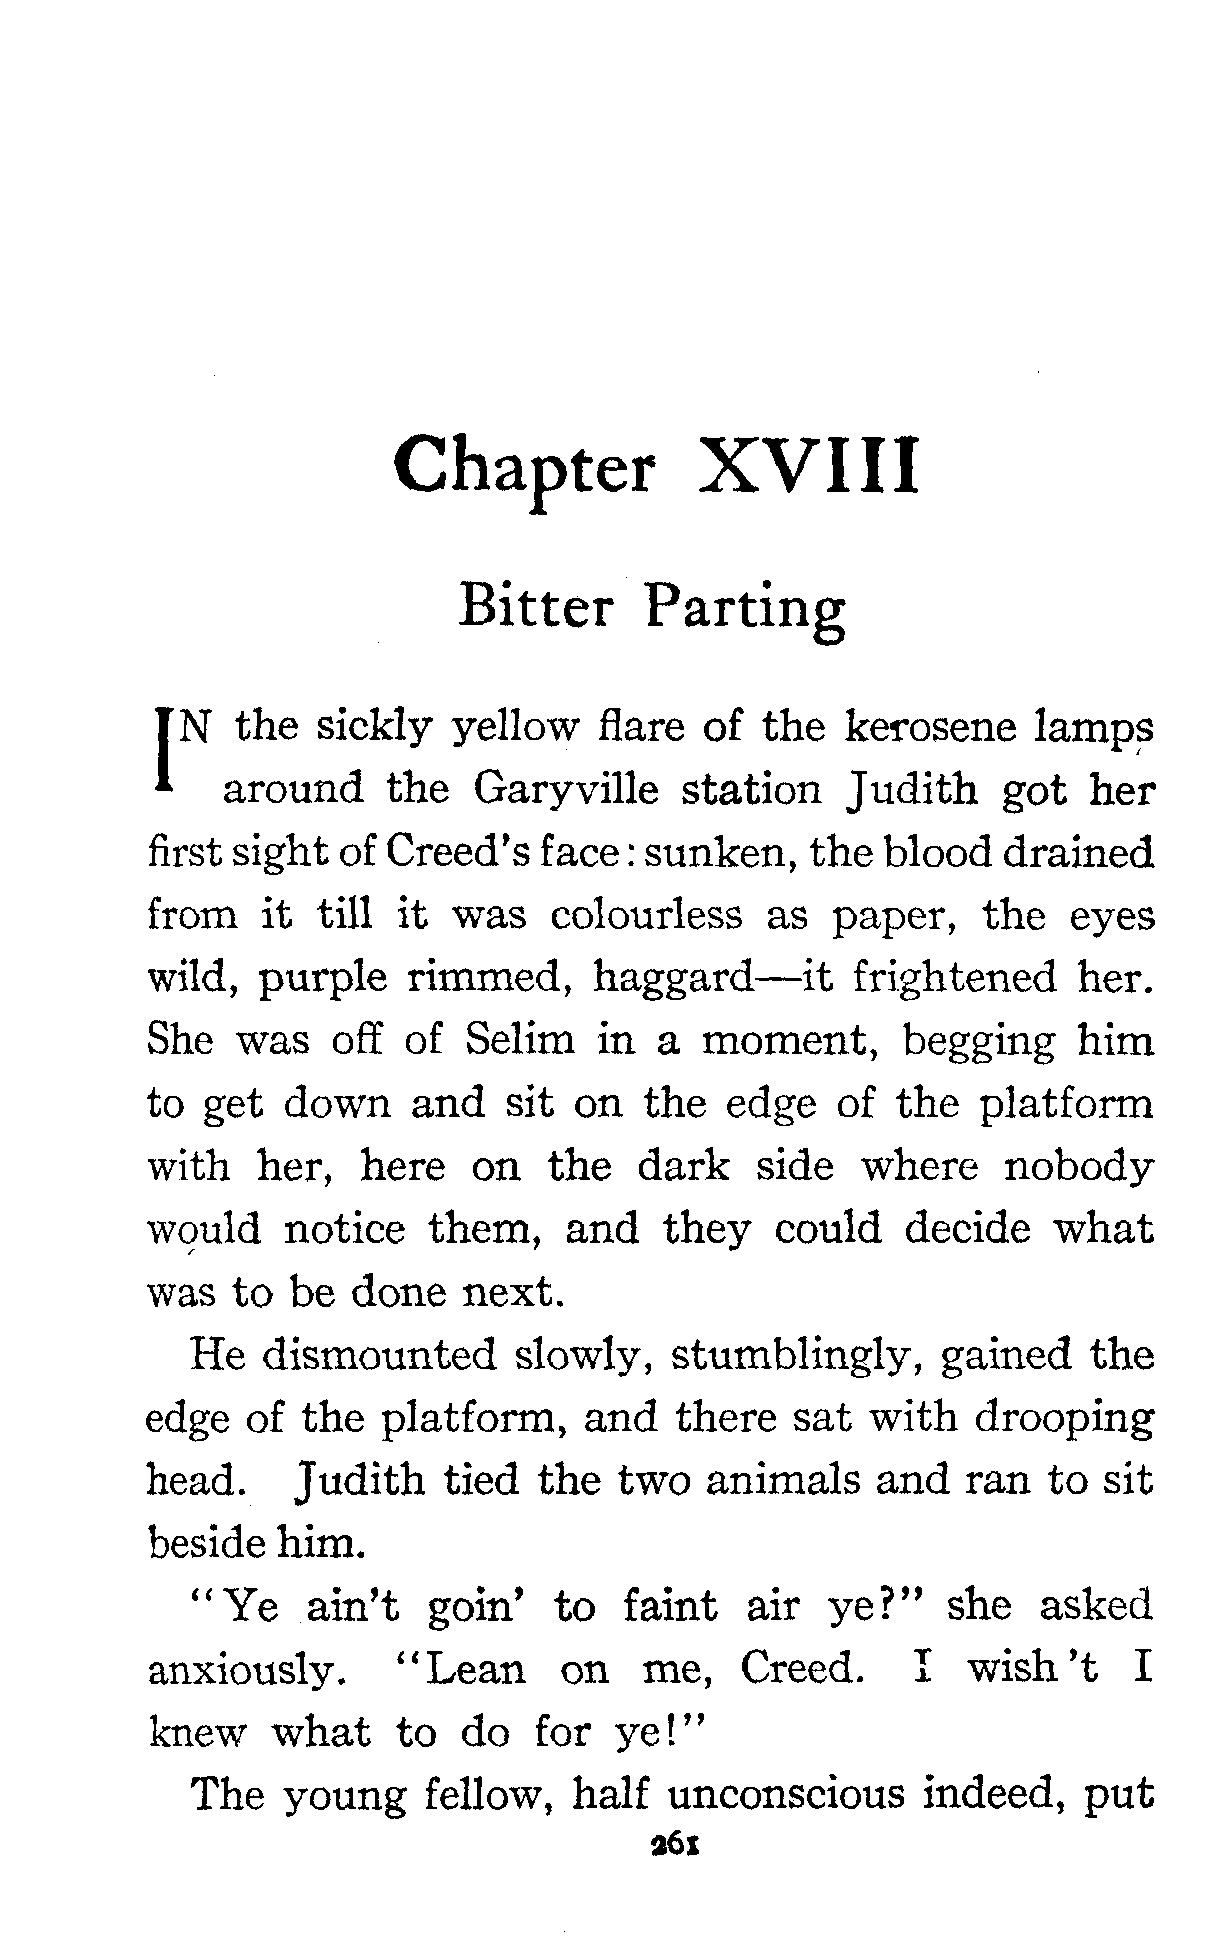 Chapter XVIII
Bitter Parting
IN the sickly yellow flare of the kerosene lamps
around the Garyville station Judith got her
first sight of Creed's face: sunken, the blood drained
from it till it was colourless as paper, the eyes
wild, purple rimmed, haggard—it frightened her.
She was off of Selim in a moment, begging him
to get down and sit on the edge of the platform
with her, here on the dark side where nobody
would notice them, and they could decide what
was to be done next.
He dismounted slowly, stumblingly, gained the
edge of the platform, and there sat with drooping
head. Judith tied the two animals and ran to sit
beside him.
"Ye ain't goin' to faint air ye?" she asked
anxiously. "Lean on me, Creed. I wish't I
knew what to do for ye!"
The young fellow, half unconscious indeed, put
261